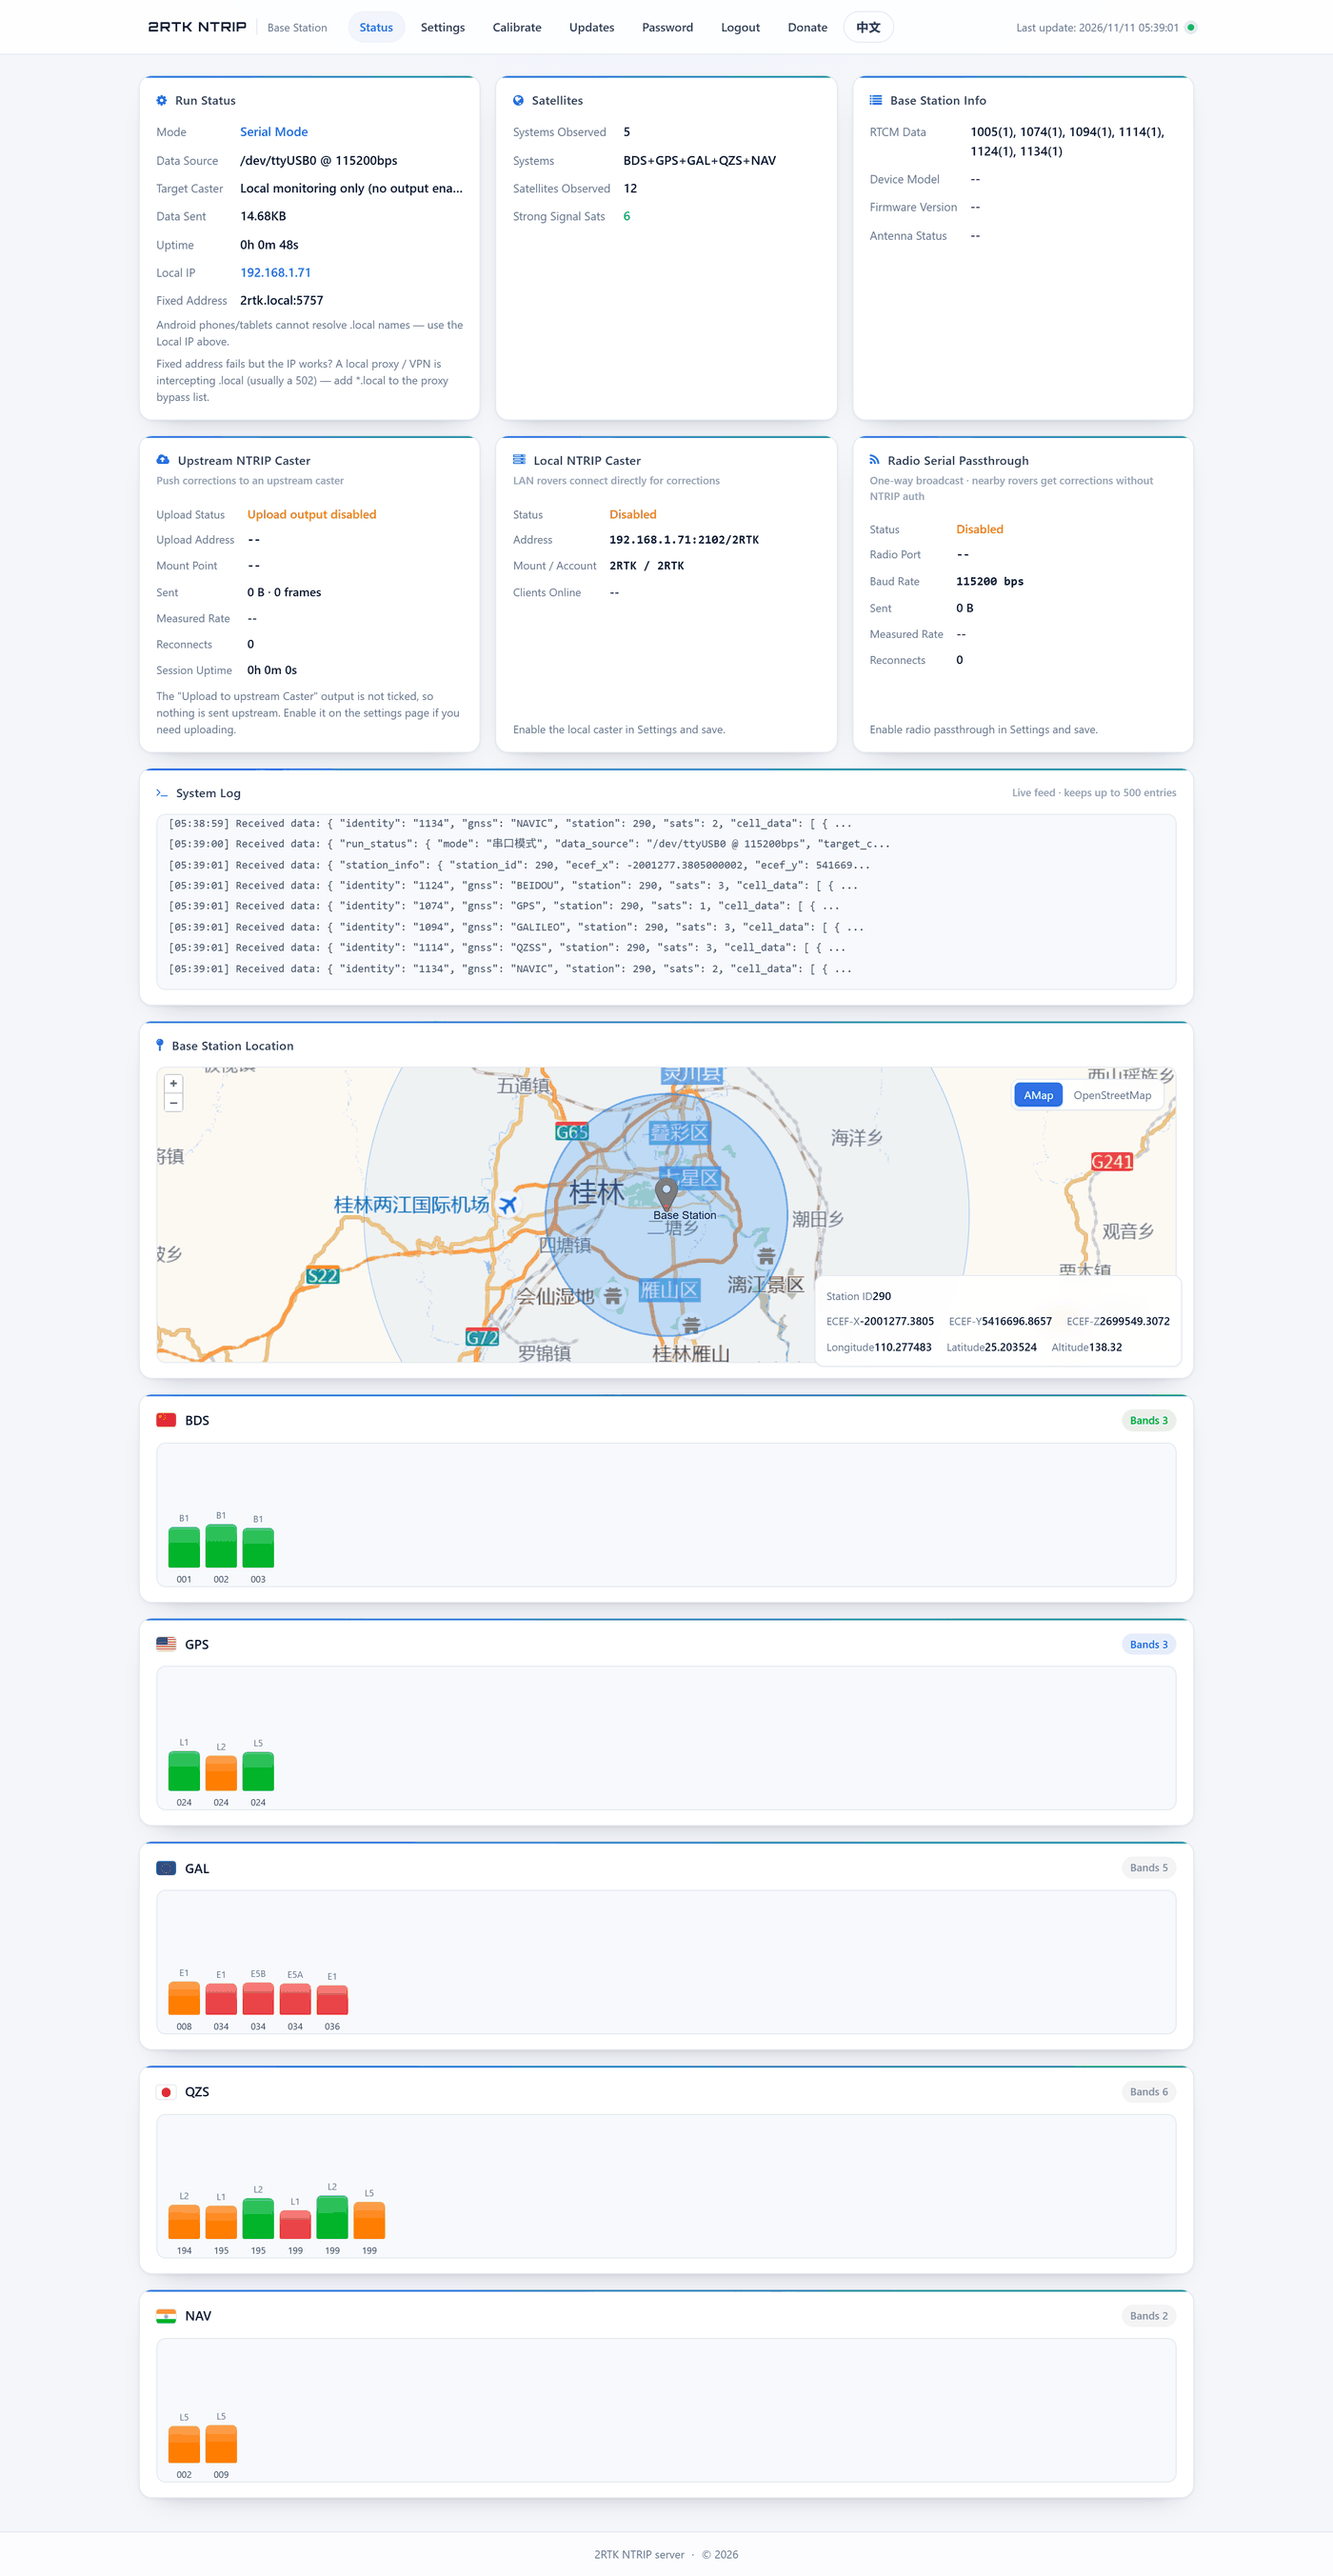 2RTK NTRIP Base Station Status Settings Calibrate Updates Password Logout Donate 中文 Last update: 2026/11/11 05:39:01
Run Status
Mode Serial Mode
Data Source /dev/ttyUSB0 @ 115200bps
Target Caster Local monitoring only (no output ena...
Data Sent 14.68KB
Uptime 0h 0m 48s
Local IP 192.168.1.71
Fixed Address 2rtk.local:5757
Android phones/tablets cannot resolve .local names — use the
Local IP above.
Fixed address fails but the IP works? A local proxy / VPN is
intercepting .local (usually a 502) — add *.local to the proxy
bypass list.
Satellites
Systems Observed 5
Systems BDS+GPS+GAL+QZS+NAV
Satellites Observed 12
Strong Signal Sats 6
Base Station Info
RTCM Data 1005(1), 1074(1), 1094(1), 1114(1),
1124(1), 1134(1)
Device Model --
Firmware Version --
Antenna Status --
Upstream NTRIP Caster
Push corrections to an upstream caster
Upload Status Upload output disabled
Upload Address --
Mount Point --
Sent 0 B · 0 frames
Measured Rate --
Reconnects 0
Session Uptime 0h 0m 0s
The "Upload to upstream Caster" output is not ticked, so
nothing is sent upstream. Enable it on the settings page if you
need uploading.
Local NTRIP Caster
LAN rovers connect directly for corrections
Status Disabled
Address 192.168.1.71:2102/2RTK
Mount / Account 2RTK / 2RTK
Clients Online --
Enable the local caster in Settings and save.
Radio Serial Passthrough
One-way broadcast · nearby rovers get corrections without
NTRIP auth
Status Disabled
Radio Port --
Baud Rate 115200 bps
Sent 0 B
Measured Rate --
Reconnects 0
Enable radio passthrough in Settings and save.
System Log Live feed · keeps up to 500 entries
[05:38:59] Received data: { "identity": "1134", "gnss": "NAVIC", "station": 290, "sats": 2, "cell_data": [ { ...
[05:39:00] Received data: { "run_status": { "mode": "串口模式", "data_source": "/dev/ttyUSB0 @ 115200bps", "target_c...
[05:39:01] Received data: { "station_info": { "station_id": 290, "ecef_x": -2001277.3805000002, "ecef_y": 541669...
[05:39:01] Received data: { "identity": "1124", "gnss": "BEIDOU", "station": 290, "sats": 3, "cell_data": [ { ...
[05:39:01] Received data: { "identity": "1074", "gnss": "GPS", "station": 290, "sats": 1, "cell_data": [ { ...
[05:39:01] Received data: { "identity": "1094", "gnss": "GALILEO", "station": 290, "sats": 3, "cell_data": [ { ...
[05:39:01] Received data: { "identity": "1114", "gnss": "QZSS", "station": 290, "sats": 3, "cell_data": [ { ...
[05:39:01] Received data: { "identity": "1134", "gnss": "NAVIC", "station": 290, "sats": 2, "cell_data": [ { ...
Base Station Location
+
−
AMap OpenStreetMap
五通镇
灵川县
西山瑶族乡
G65
叠彩区
海洋乡
G241
七星区
桂林
桂林两江国际机场
Base Station
二塘乡
潮田乡
观音乡
四塘镇
栗木镇
S22
会仙湿地
雁山区
漓江景区
G72
罗锦镇
桂林雁山
Station ID290
ECEF-X-2001277.3805 ECEF-Y5416696.8657 ECEF-Z2699549.3072
Longitude110.277483 Latitude25.203524 Altitude138.32
BDS Bands 3
B1 B1 B1
001 002 003
GPS Bands 3
L1 L2 L5
024 024 024
GAL Bands 5
E1 E1 E5B E5A E1
008 034 034 034 036
QZS Bands 6
L2 L1 L2 L1 L2 L5
194 195 195 199 199 199
NAV Bands 2
L5 L5
002 009
2RTK NTRIP server · © 2026